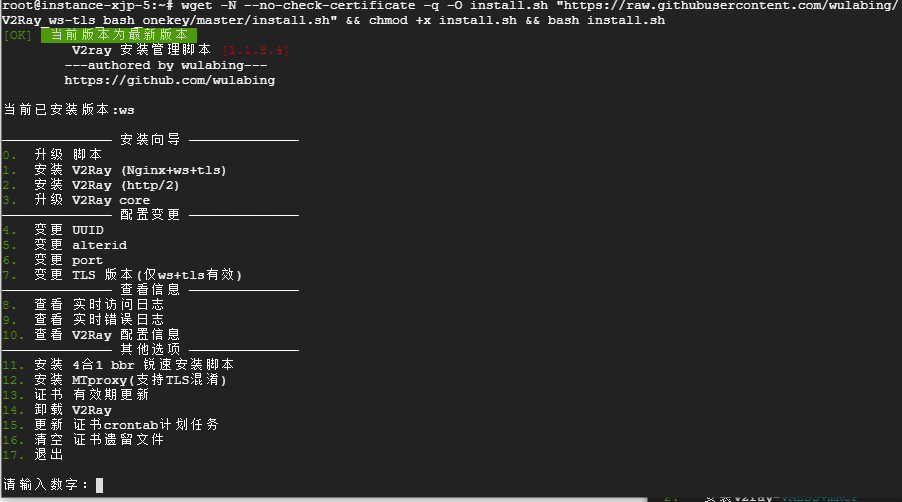 root@instance-xjp-5:~# wget -N --no-check-certificate -q -O install.sh "https://raw.githubusercontent.com/wulabing/
V2Ray_ws-tls_bash_onekey/master/install.sh" && chmod +x install.sh && bash install.sh
[OK] 当前版本为最新版本
V2ray 安装管理脚本 [1.1.3.4]
---authored by wulabing---
https://github.com/wulabing
当前已安装版本:ws
———————————— 安装向导 ————————————
0. 升级 脚本
1. 安装 V2Ray (Nginx+ws+tls)
2. 安装 V2Ray (http/2)
3. 升级 V2Ray core
———————————— 配置变更 ————————————
4. 变更 UUID
5. 变更 alterid
6. 变更 port
7. 变更 TLS 版本(仅ws+tls有效)
———————————— 查看信息 ————————————
8. 查看 实时访问日志
9. 查看 实时错误日志
10. 查看 V2Ray 配置信息
———————————— 其他选项 ————————————
11. 安装 4合1 bbr 锐速安装脚本
12. 安装 MTproxy(支持TLS混淆)
13. 证书 有效期更新
14. 卸载 V2Ray
15. 更新 证书crontab计划任务
16. 清空 证书遗留文件
17. 退出
请输入数字:
2. 安装V2ray-